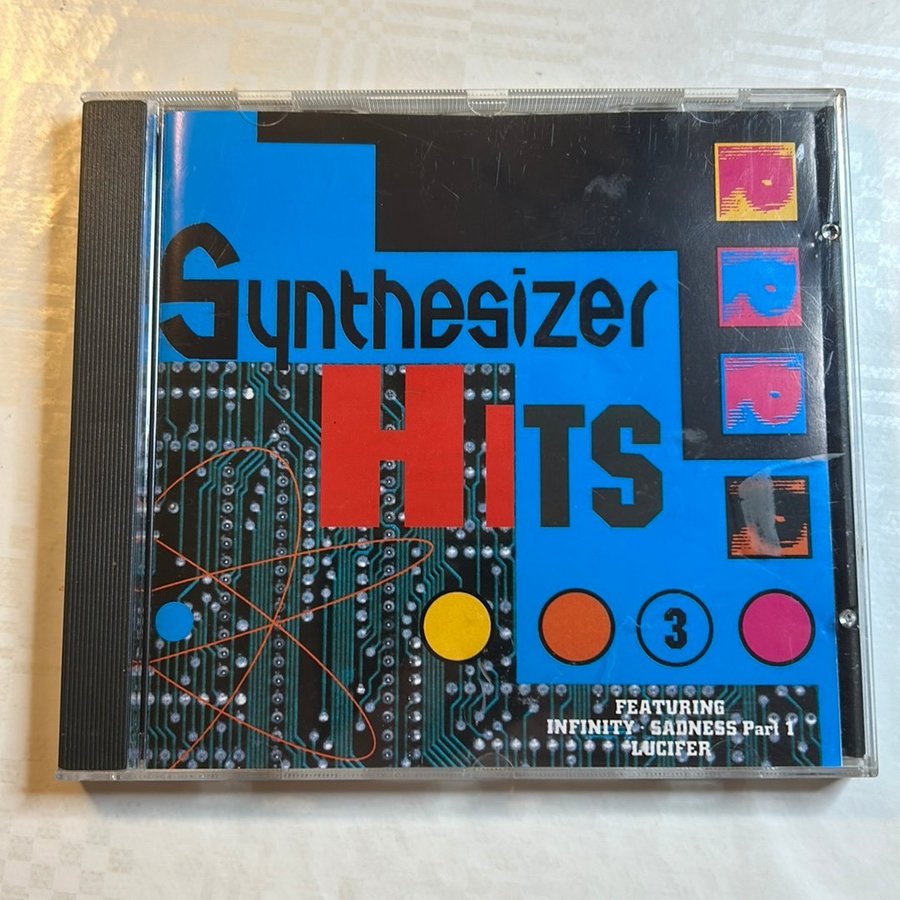 Synthesizer
HiTS
R
R
R
R
3
FEATURING
INFINITY · SADNESS Part 1
LUCIFER